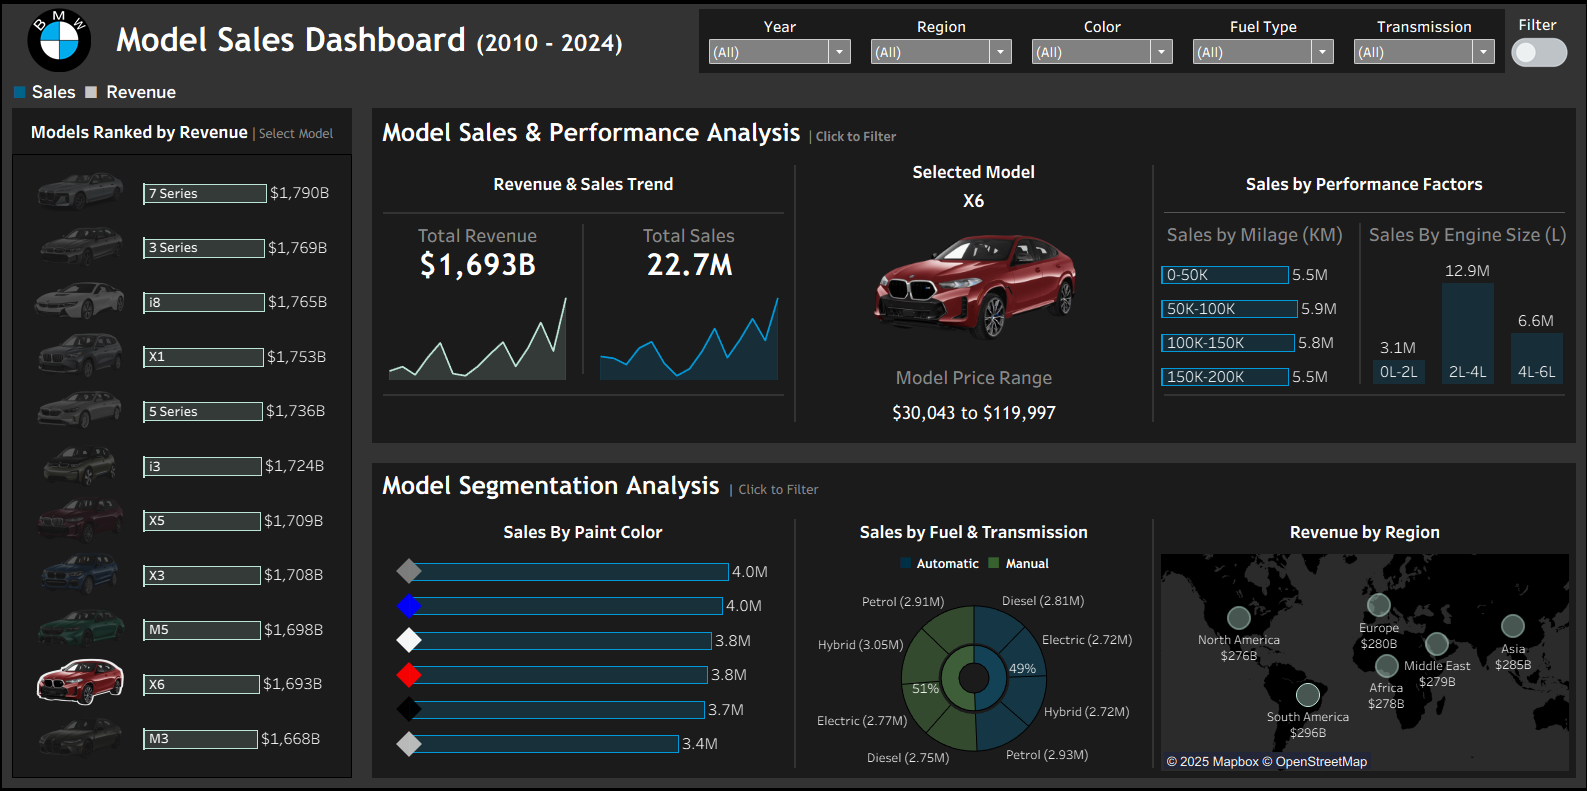 BMW
Model Sales Dashboard (2010 - 2024)
Year
Region
Color
Fuel Type
Transmission
Filter
(All)
(All)
(All)
(All)
(All)
Sales
Revenue
Models Ranked by Revenue | Select Model
7 Series $1,790B
3 Series $1,769B
i8 $1,765B
X1 $1,753B
5 Series $1,736B
i3 $1,724B
X5 $1,709B
X3 $1,708B
M5 $1,698B
X6 $1,693B
M3 $1,668B
Model Sales & Performance Analysis | Click to Filter
Revenue & Sales Trend
Total Revenue
$1,693B
Total Sales
22.7M
Selected Model
X6
Model Price Range
$30,043 to $119,997
Sales by Performance Factors
Sales by Milage (KM)
0-50K 5.5M
50K-100K 5.9M
100K-150K 5.8M
150K-200K 5.5M
Sales By Engine Size (L)
12.9M
6.6M
3.1M
0L-2L
2L-4L
4L-6L
Model Segmentation Analysis | Click to Filter
Sales By Paint Color
4.0M
4.0M
3.8M
3.8M
3.7M
3.4M
Sales by Fuel & Transmission
Automatic
Manual
Petrol (2.91M)
Diesel (2.81M)
Hybrid (3.05M)
Electric (2.72M)
49%
51%
Electric (2.77M)
Hybrid (2.72M)
Diesel (2.75M)
Petrol (2.93M)
Revenue by Region
North America
$276B
Europe
$280B
Asia
$285B
Middle East
$279B
Africa
$278B
South America
$296B
© 2025 Mapbox © OpenStreetMap